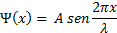 Ψ(x) = A sen 2πx/λ